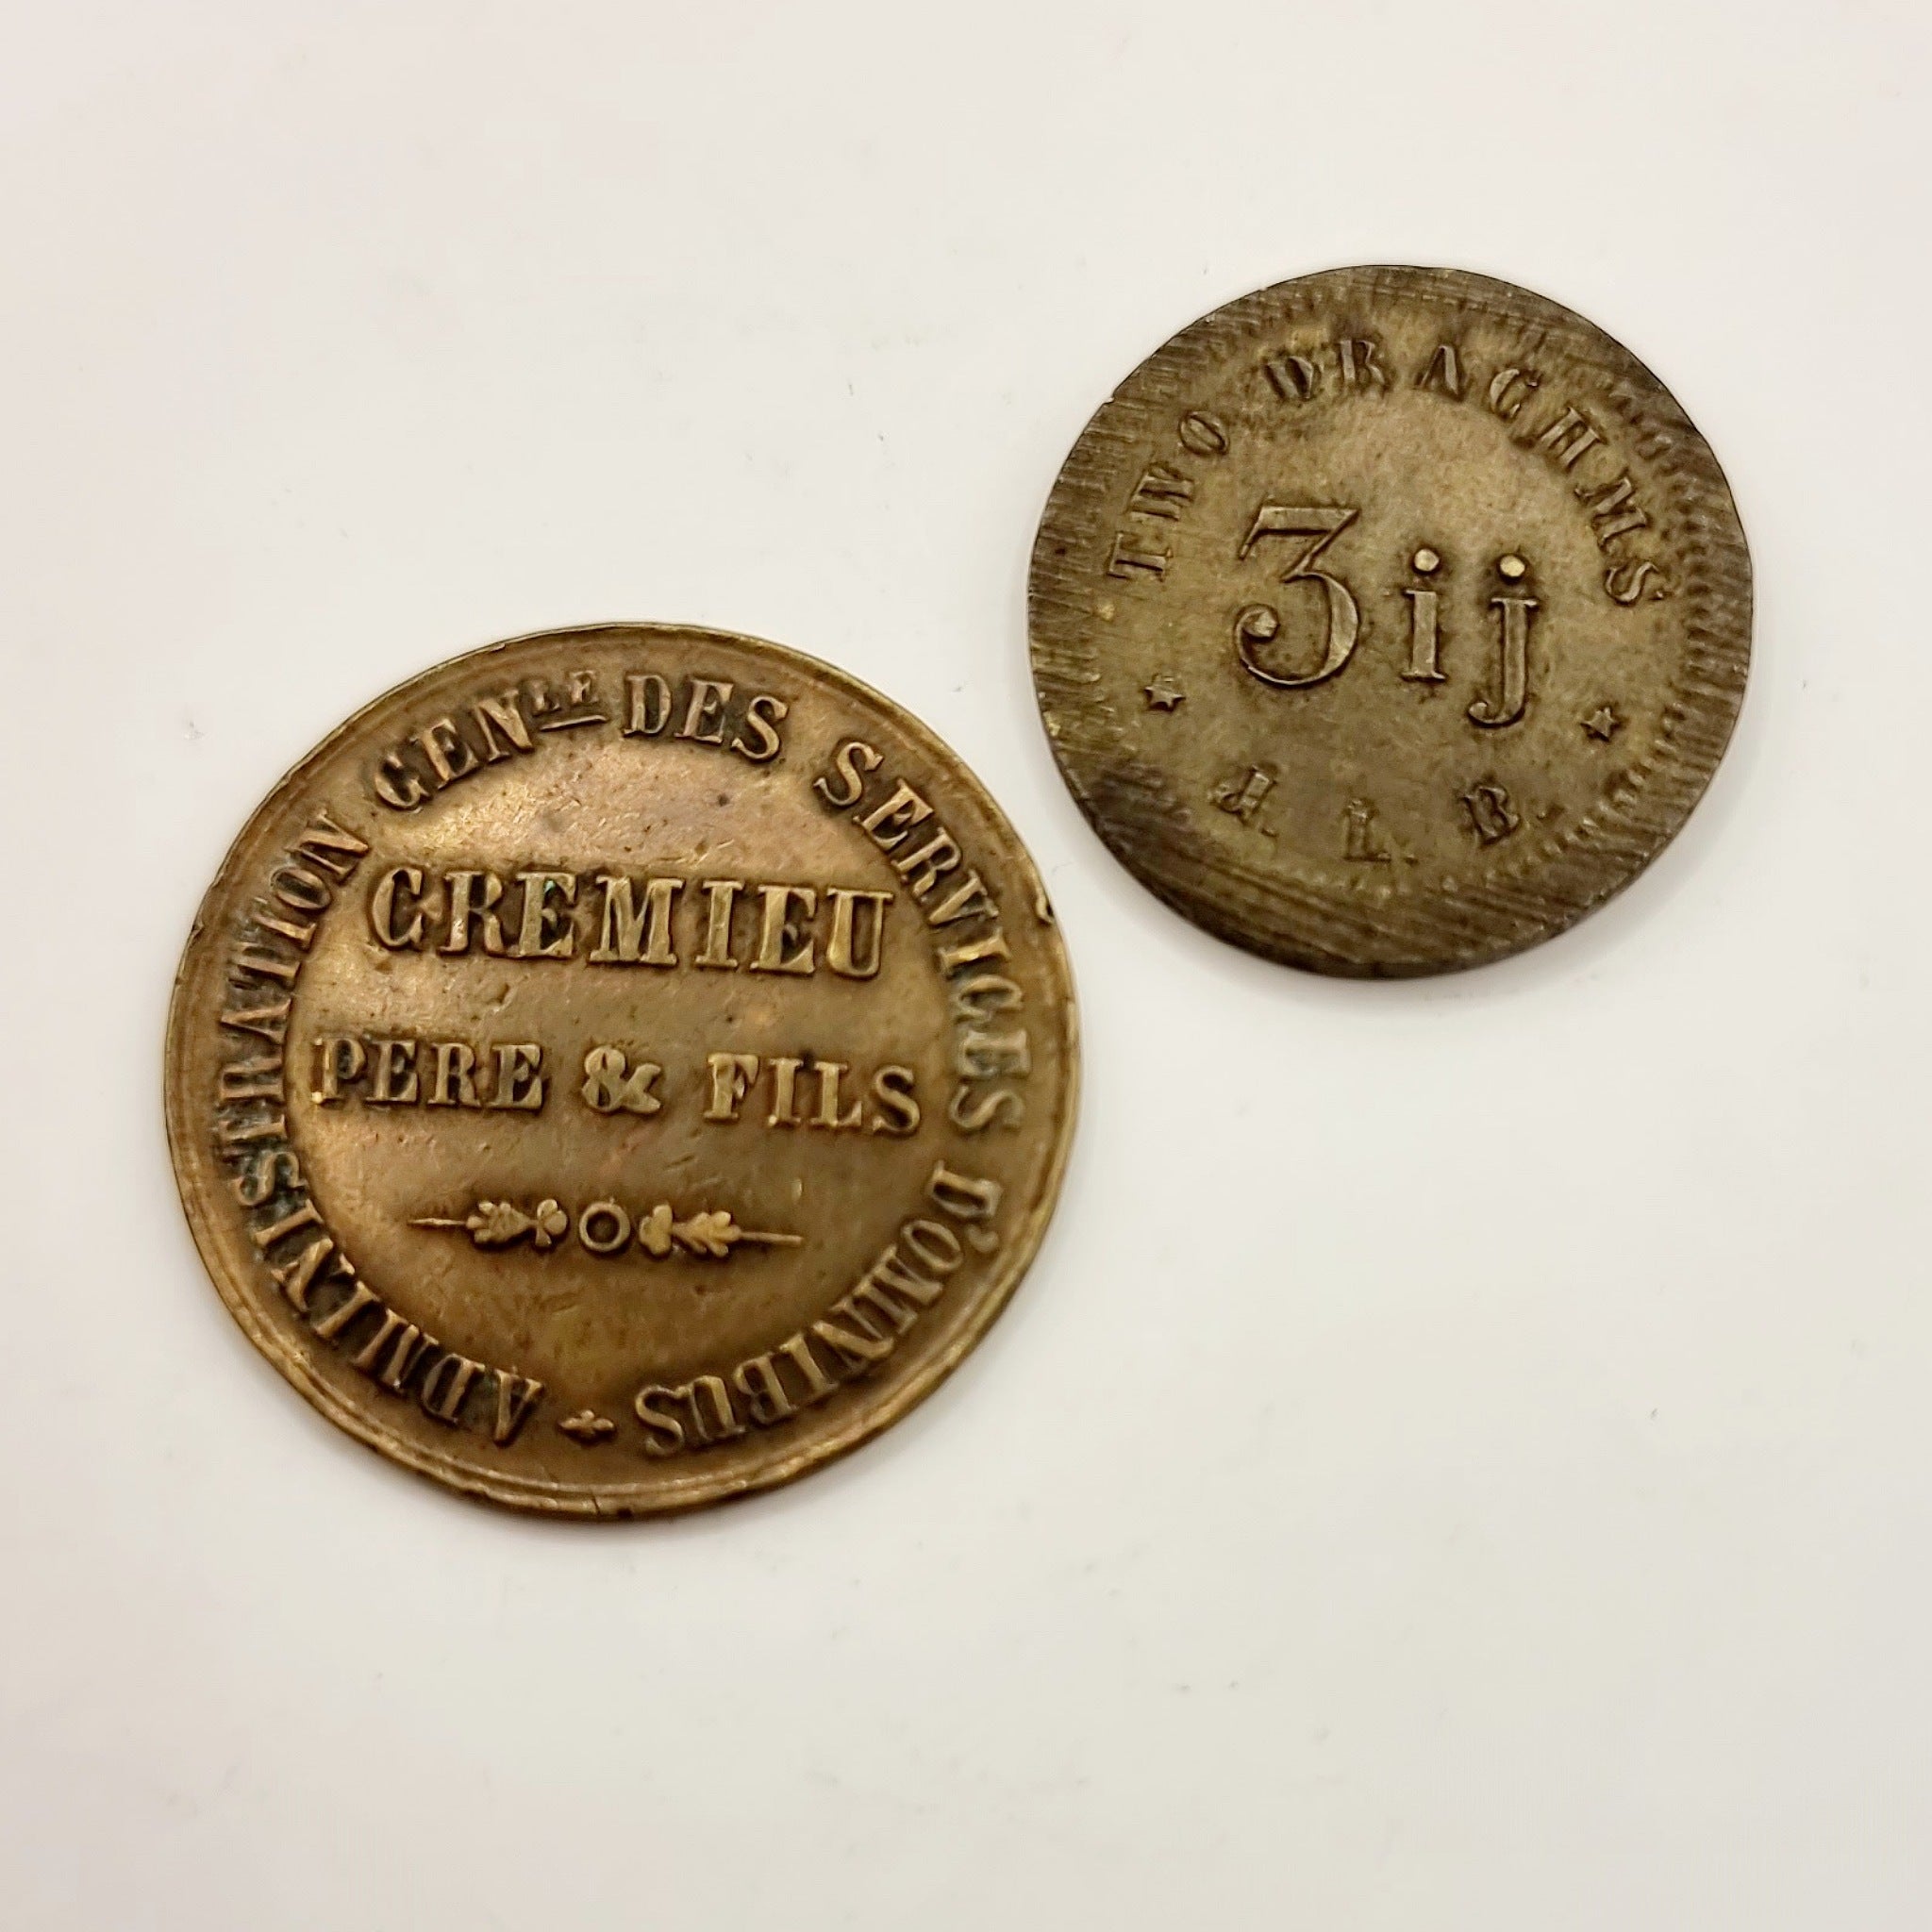 ADMINISTRATION GENLE DES SERVICES D'OMNIBUS
CREMIEU
PERE & FILS
TWO DRACHMS
3ij
J. L. B.